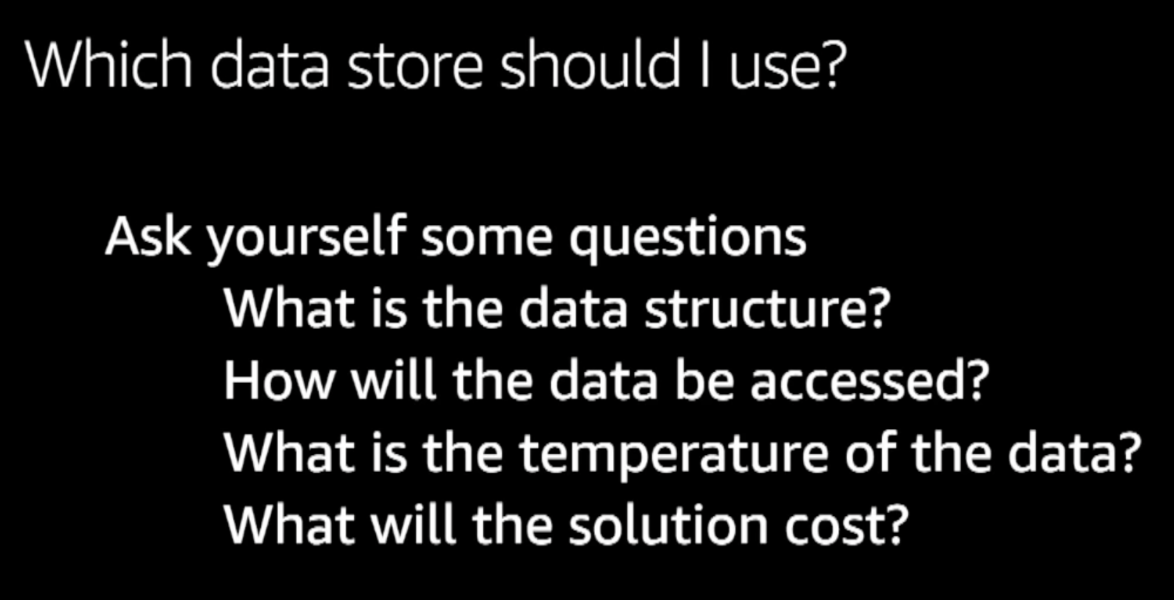 Which data store should I use?
Ask yourself some questions
What is the data structure?
How will the data be accessed?
What is the temperature of the data?
What will the solution cost?